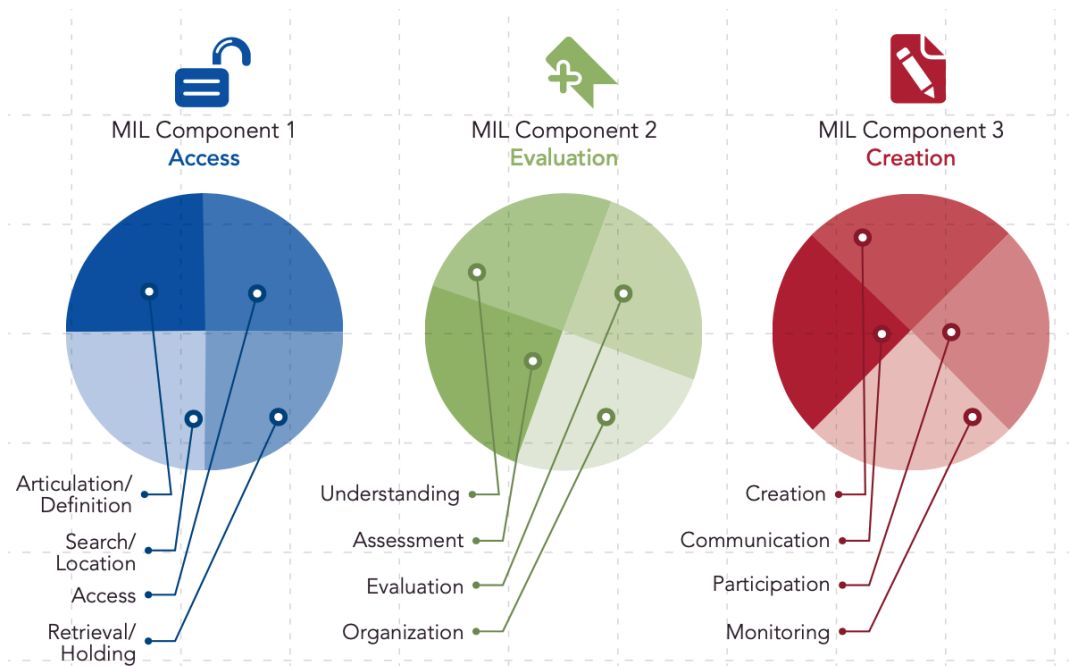 MIL Component 1
Access
MIL Component 2
Evaluation
MIL Component 3
Creation
Articulation/
Definition
Search/
Location
Access
Retrieval/
Holding
Understanding
Assessment
Evaluation
Organization
Creation
Communication
Participation
Monitoring